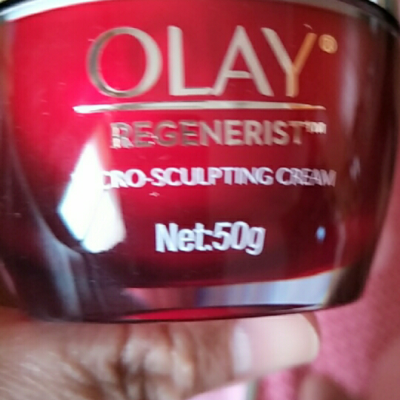 OLAY®
REGENERIST™
CRO-SCULPTING CREAM
Net:50g